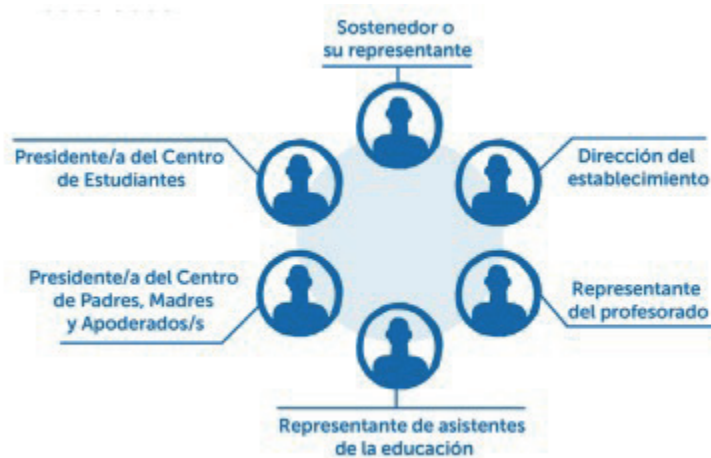 Sostenedor o
su representante
Presidente/a del Centro
de Estudiantes
Dirección del
establecimiento
Presidente/a del Centro
de Padres, Madres
y Apoderados/s
Representante
del profesorado
Representante de asistentes
de la educación